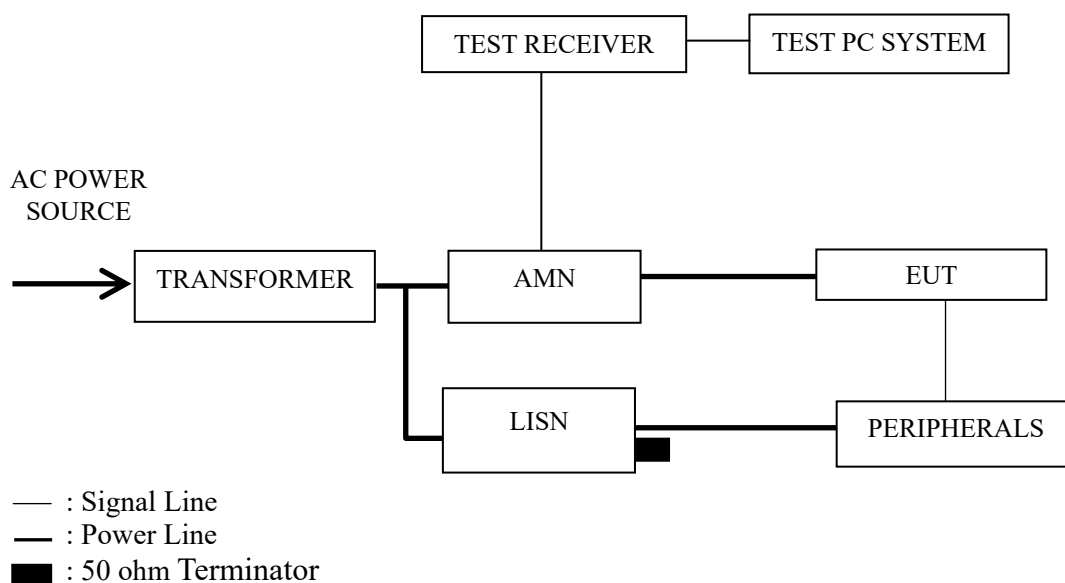 TEST RECEIVER
TEST PC SYSTEM
AC POWER
SOURCE
TRANSFORMER
AMN
EUT
LISN
PERIPHERALS
: Signal Line
: Power Line
: 50 ohm Terminator